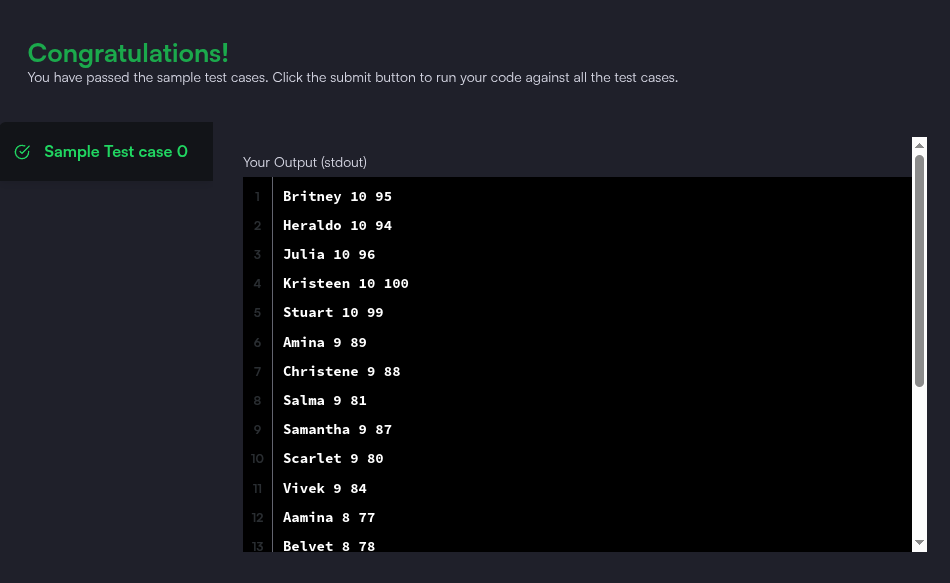 Congratulations!
You have passed the sample test cases. Click the submit button to run your code against all the test cases.
Sample Test case 0
Your Output (stdout)
1 Britney 10 95
2 Heraldo 10 94
3 Julia 10 96
4 Kristeen 10 100
5 Stuart 10 99
6 Amina 9 89
7 Christene 9 88
8 Salma 9 81
9 Samantha 9 87
10 Scarlet 9 80
11 Vivek 9 84
12 Aamina 8 77
13 Belvet 8 78